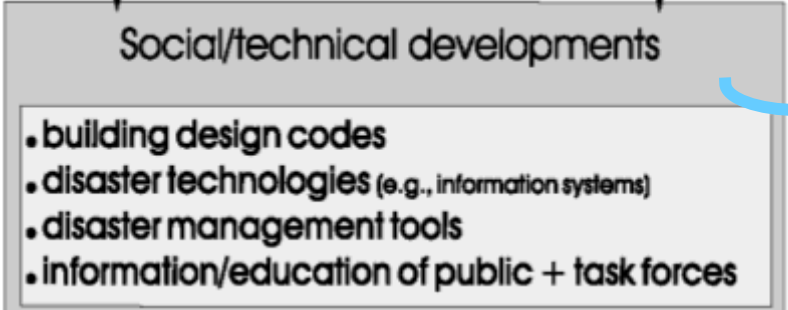 Social/technical developments
• building design codes
• disaster technologies (e.g., information systems)
• disaster management tools
• information/education of public + task forces